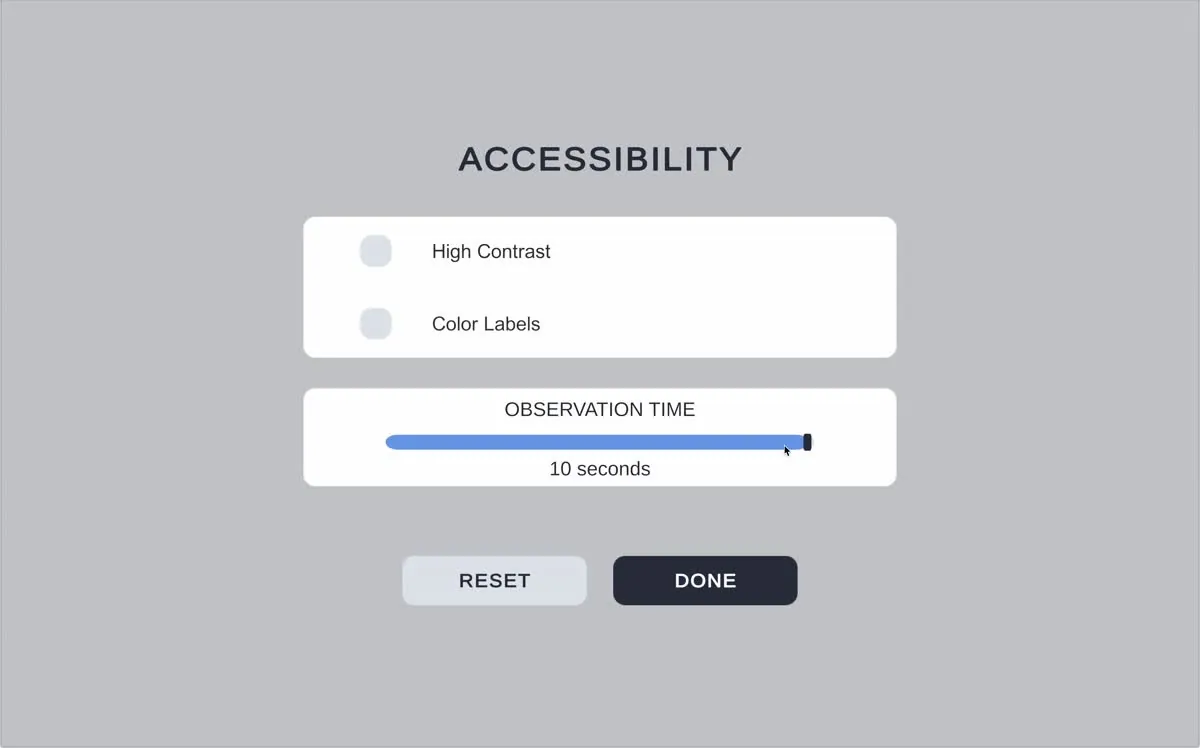 ACCESSIBILITY
High Contrast
Color Labels
OBSERVATION TIME
10 seconds
RESET
DONE